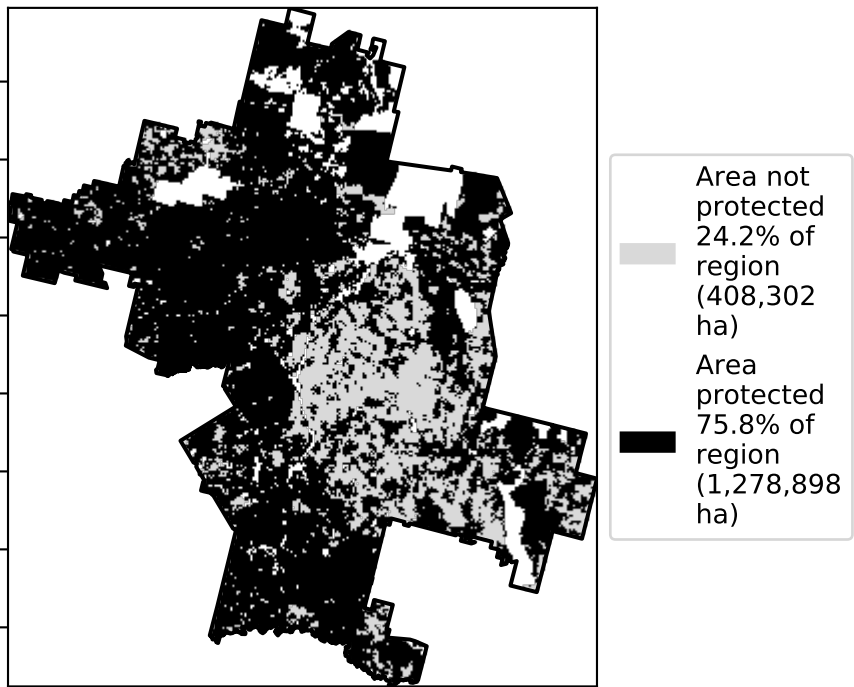 Area not
protected
24.2% of
region
(408,302
ha)
Area
protected
75.8% of
region
(1,278,898
ha)